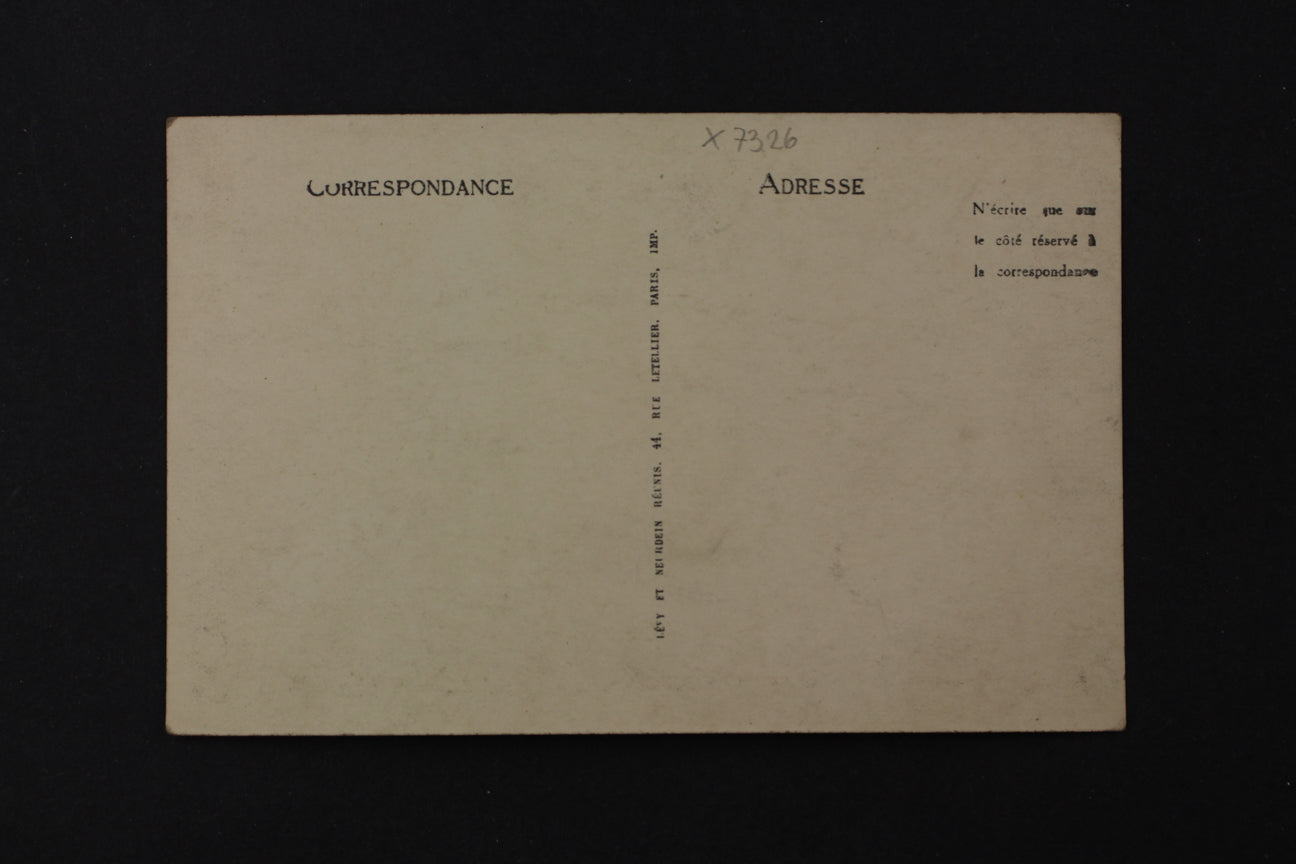 X 7326
CORRESPONDANCE
ADRESSE
N'écrire que sur
le côté réservé à
la correspondance
LÉVY ET NEURDEIN RÉUNIS. 44, RUE LETELLIER, PARIS, IMP.